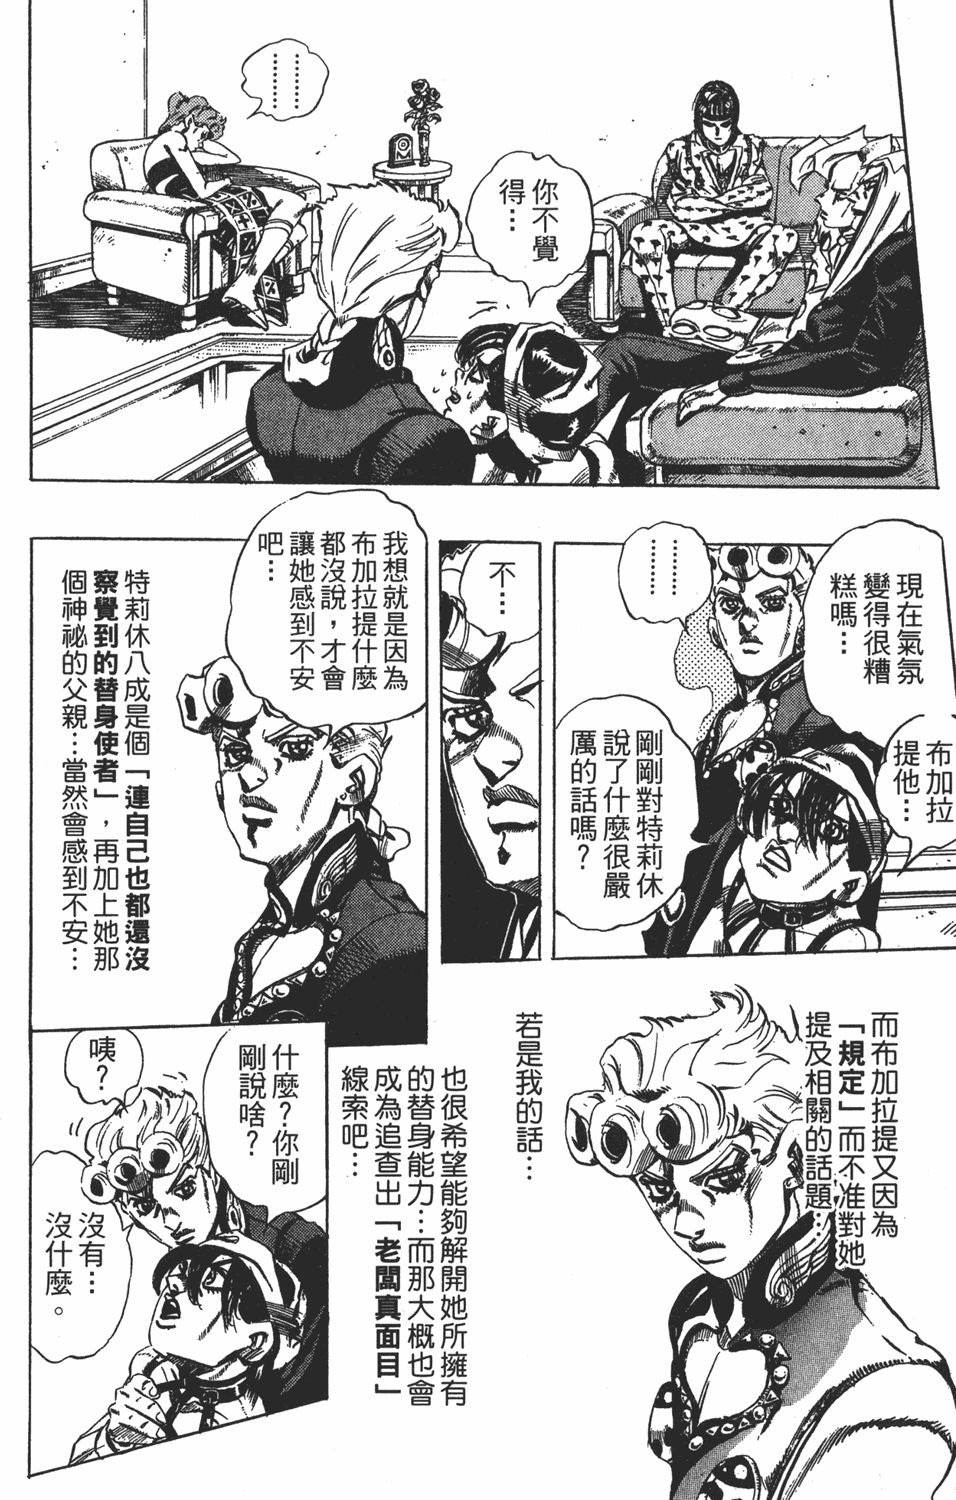 …………
你不覺
得…
現在氣氛
變得很糟
糕嗎…
布加拉
提他…
…………
剛剛對特莉休
說了什麼很嚴
厲的話嗎？
不…
我想就是因為
布加拉提什麼
都沒說，才會
讓她感到不安
吧…
特莉休八成是個「連自己也都還沒
察覺到的替身使者」，再加上她那
個神祕的父親…當然會感到不安…
而布加拉提又因為
「規定」而不准對她
提及相關的話題…
若是我的話…
也很希望能夠解開她所擁有
的替身能力…而那大概也會
成為追查出「老闆真面目」
線索吧…
什麼？你剛
剛說啥？
咦？
沒有…
沒什麼。